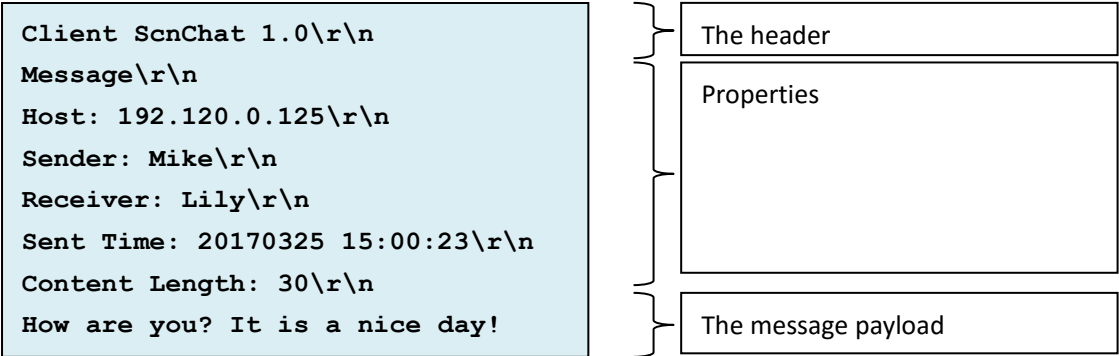 Client ScnChat 1.0\r\n
Message\r\n
Host: 192.120.0.125\r\n
Sender: Mike\r\n
Receiver: Lily\r\n
Sent Time: 20170325 15:00:23\r\n
Content Length: 30\r\n
How are you? It is a nice day!
The header
Properties
The message payload